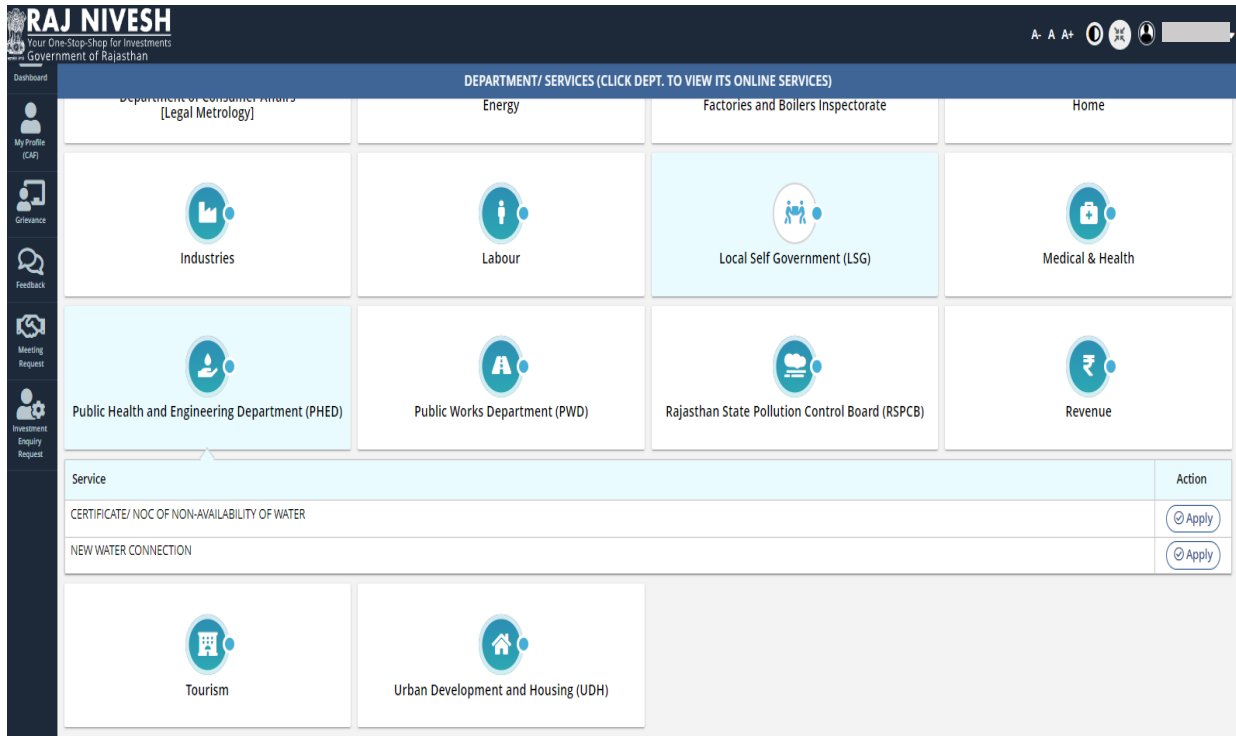 RAJ NIVESH
Your One-Stop-Shop for Investments
Government of Rajasthan
A- A A+
Dashboard
My Profile
(CAF)
Grievance
Feedback
Meeting
Request
Investment
Enquiry
Request
DEPARTMENT/ SERVICES (CLICK DEPT. TO VIEW ITS ONLINE SERVICES)
Department of Consumer Affairs
[Legal Metrology]
Energy
Factories and Boilers Inspectorate
Home
Industries
Labour
Local Self Government (LSG)
Medical & Health
Public Health and Engineering Department (PHED)
Public Works Department (PWD)
Rajasthan State Pollution Control Board (RSPCB)
Revenue
Service
Action
CERTIFICATE/ NOC OF NON-AVAILABILITY OF WATER
Apply
NEW WATER CONNECTION
Apply
Tourism
Urban Development and Housing (UDH)